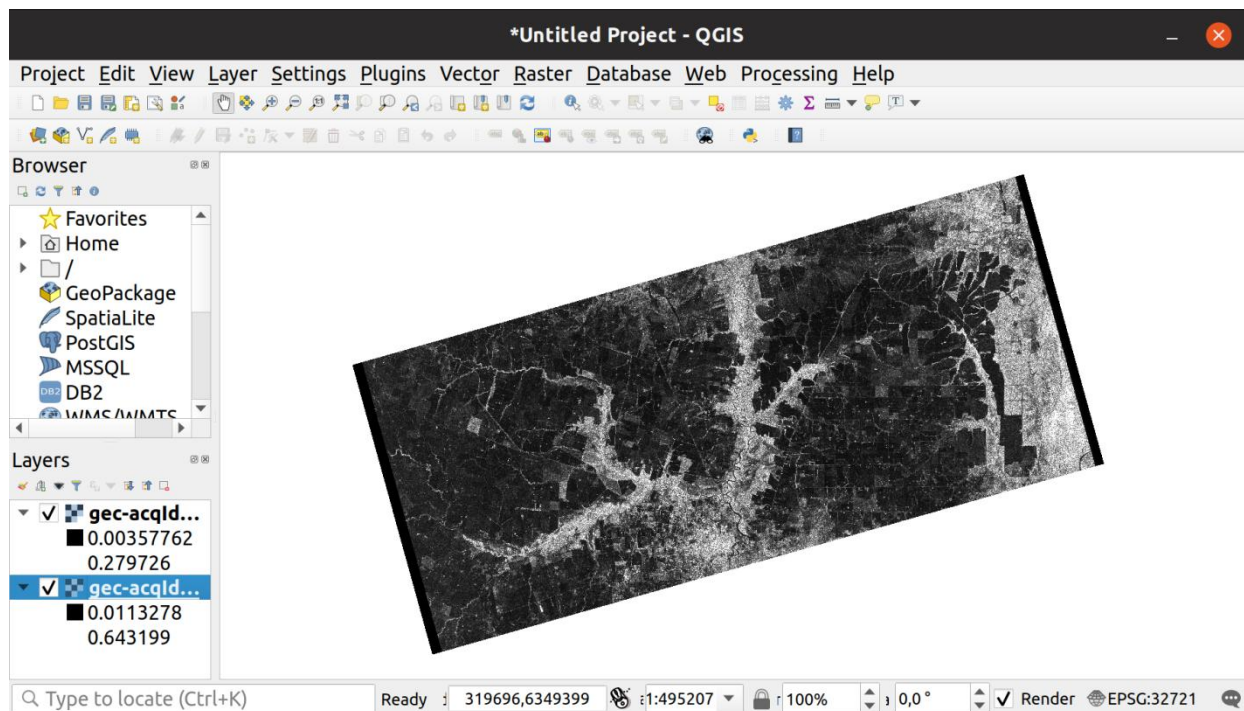 *Untitled Project - QGIS
Project Edit View Layer Settings Plugins Vector Raster Database Web Processing Help
Browser
Favorites
Home
/
GeoPackage
SpatiaLite
PostGIS
MSSQL
DB2
WMS/WMTS
Layers
gec-acqId...
0.00357762
0.279726
gec-acqId...
0.0113278
0.643199
Type to locate (Ctrl+K) Ready 319696,6349399 1:495207 100% 0,0 ° Render EPSG:32721